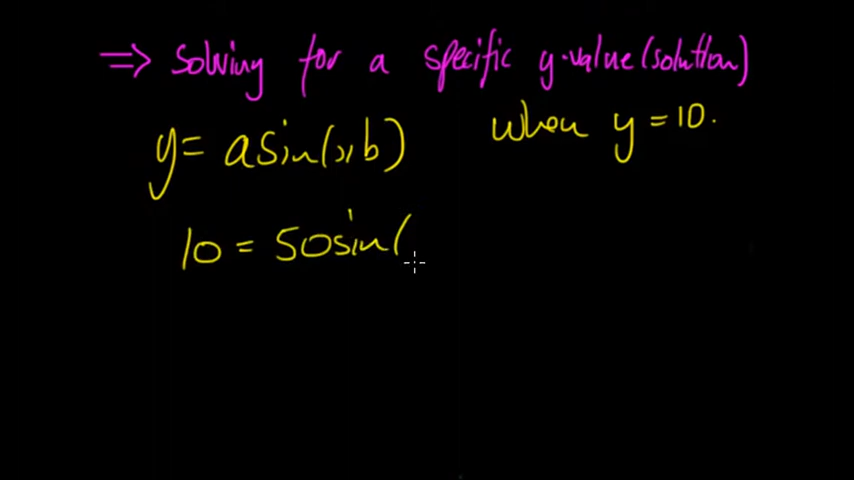 ⇒ Solving for a specific y-value (solution)
y = a sin(x b) when y = 10.
10 = 50 sin(